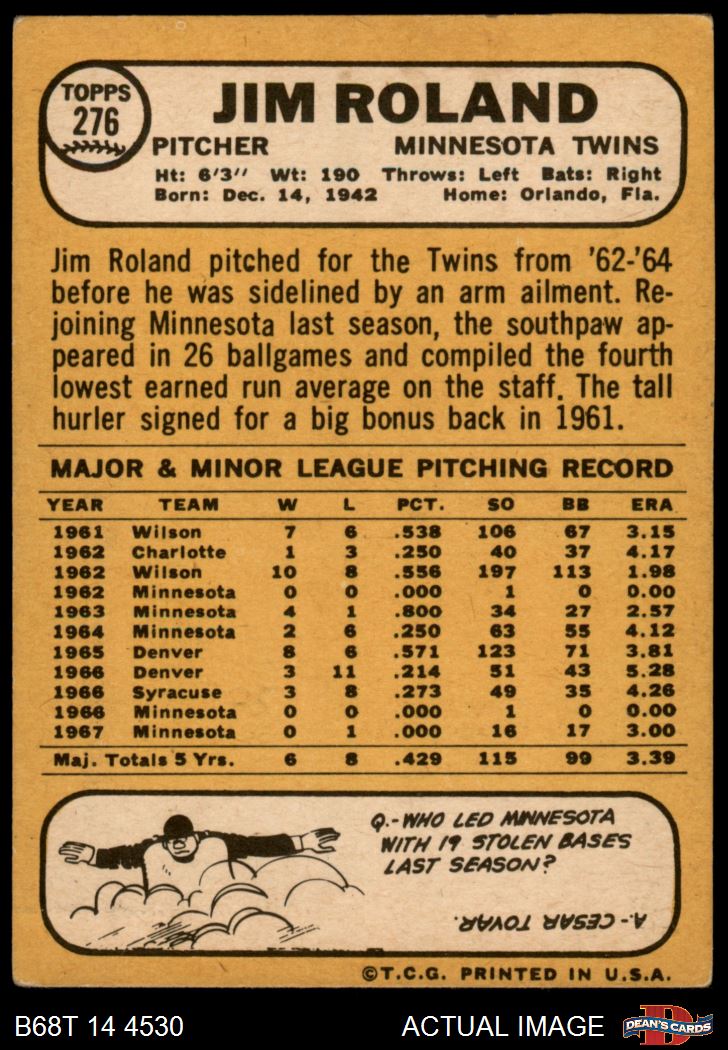 TOPPS
276
JIM ROLAND
PITCHER MINNESOTA TWINS
Ht: 6'3" Wt: 190 Throws: Left Bats: Right
Born: Dec. 14, 1942 Home: Orlando, Fla.
Jim Roland pitched for the Twins from '62-'64
before he was sidelined by an arm ailment. Re-
joining Minnesota last season, the southpaw ap-
peared in 26 ballgames and compiled the fourth
lowest earned run average on the staff. The tall
hurler signed for a big bonus back in 1961.
MAJOR & MINOR LEAGUE PITCHING RECORD
YEAR TEAM W L PCT. SO BB ERA
1961 Wilson 7 6 .538 106 67 3.15
1962 Charlotte 1 3 .250 40 37 4.17
1962 Wilson 10 8 .556 197 113 1.98
1962 Minnesota 0 0 .000 1 0 0.00
1963 Minnesota 4 1 .800 34 27 2.57
1964 Minnesota 2 6 .250 63 55 4.12
1965 Denver 8 6 .571 123 71 3.81
1966 Denver 3 11 .214 51 43 5.28
1966 Syracuse 3 8 .273 49 35 4.26
1966 Minnesota 0 0 .000 1 0 0.00
1967 Minnesota 0 1 .000 16 17 3.00
Maj. Totals 5 Yrs. 6 8 .429 115 99 3.39
Q.-WHO LED MINNESOTA
WITH 19 STOLEN BASES
LAST SEASON?
A-CESAR TOVAR.
©T.C.G. PRINTED IN U.S.A.
B68T 14 4530 ACTUAL IMAGE D DEAN'S CARDS